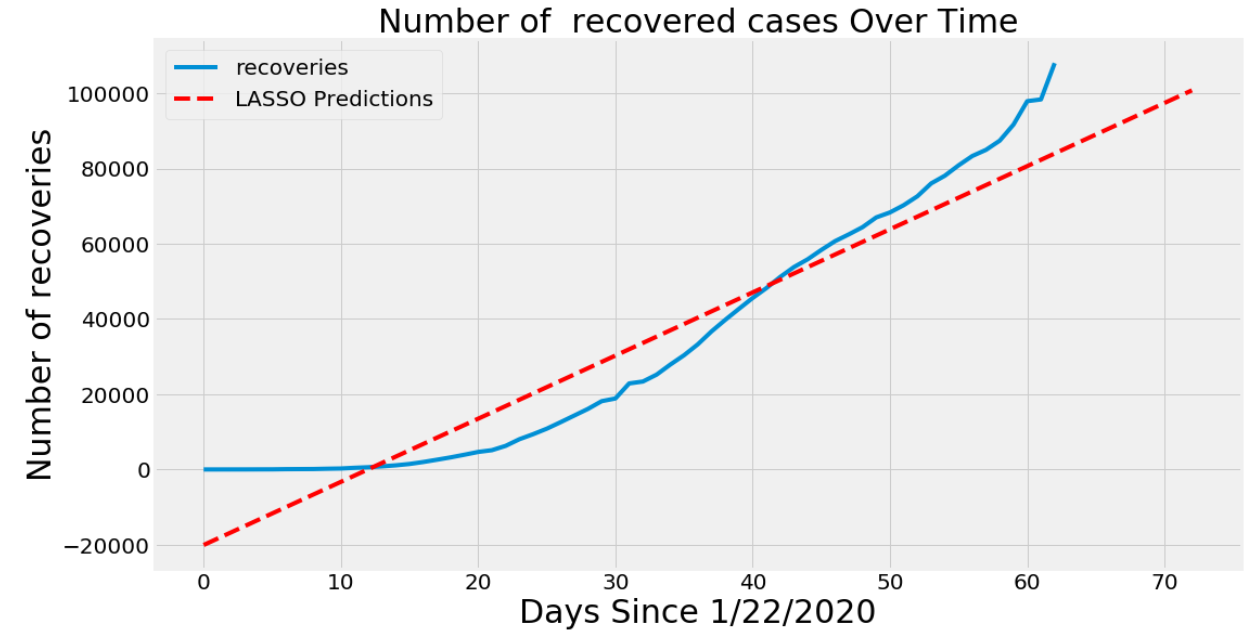 Number of  recovered cases Over Time
recoveries
LASSO Predictions
Number of recoveries
100000
80000
60000
40000
20000
0
−20000
0 10 20 30 40 50 60 70
Days Since 1/22/2020